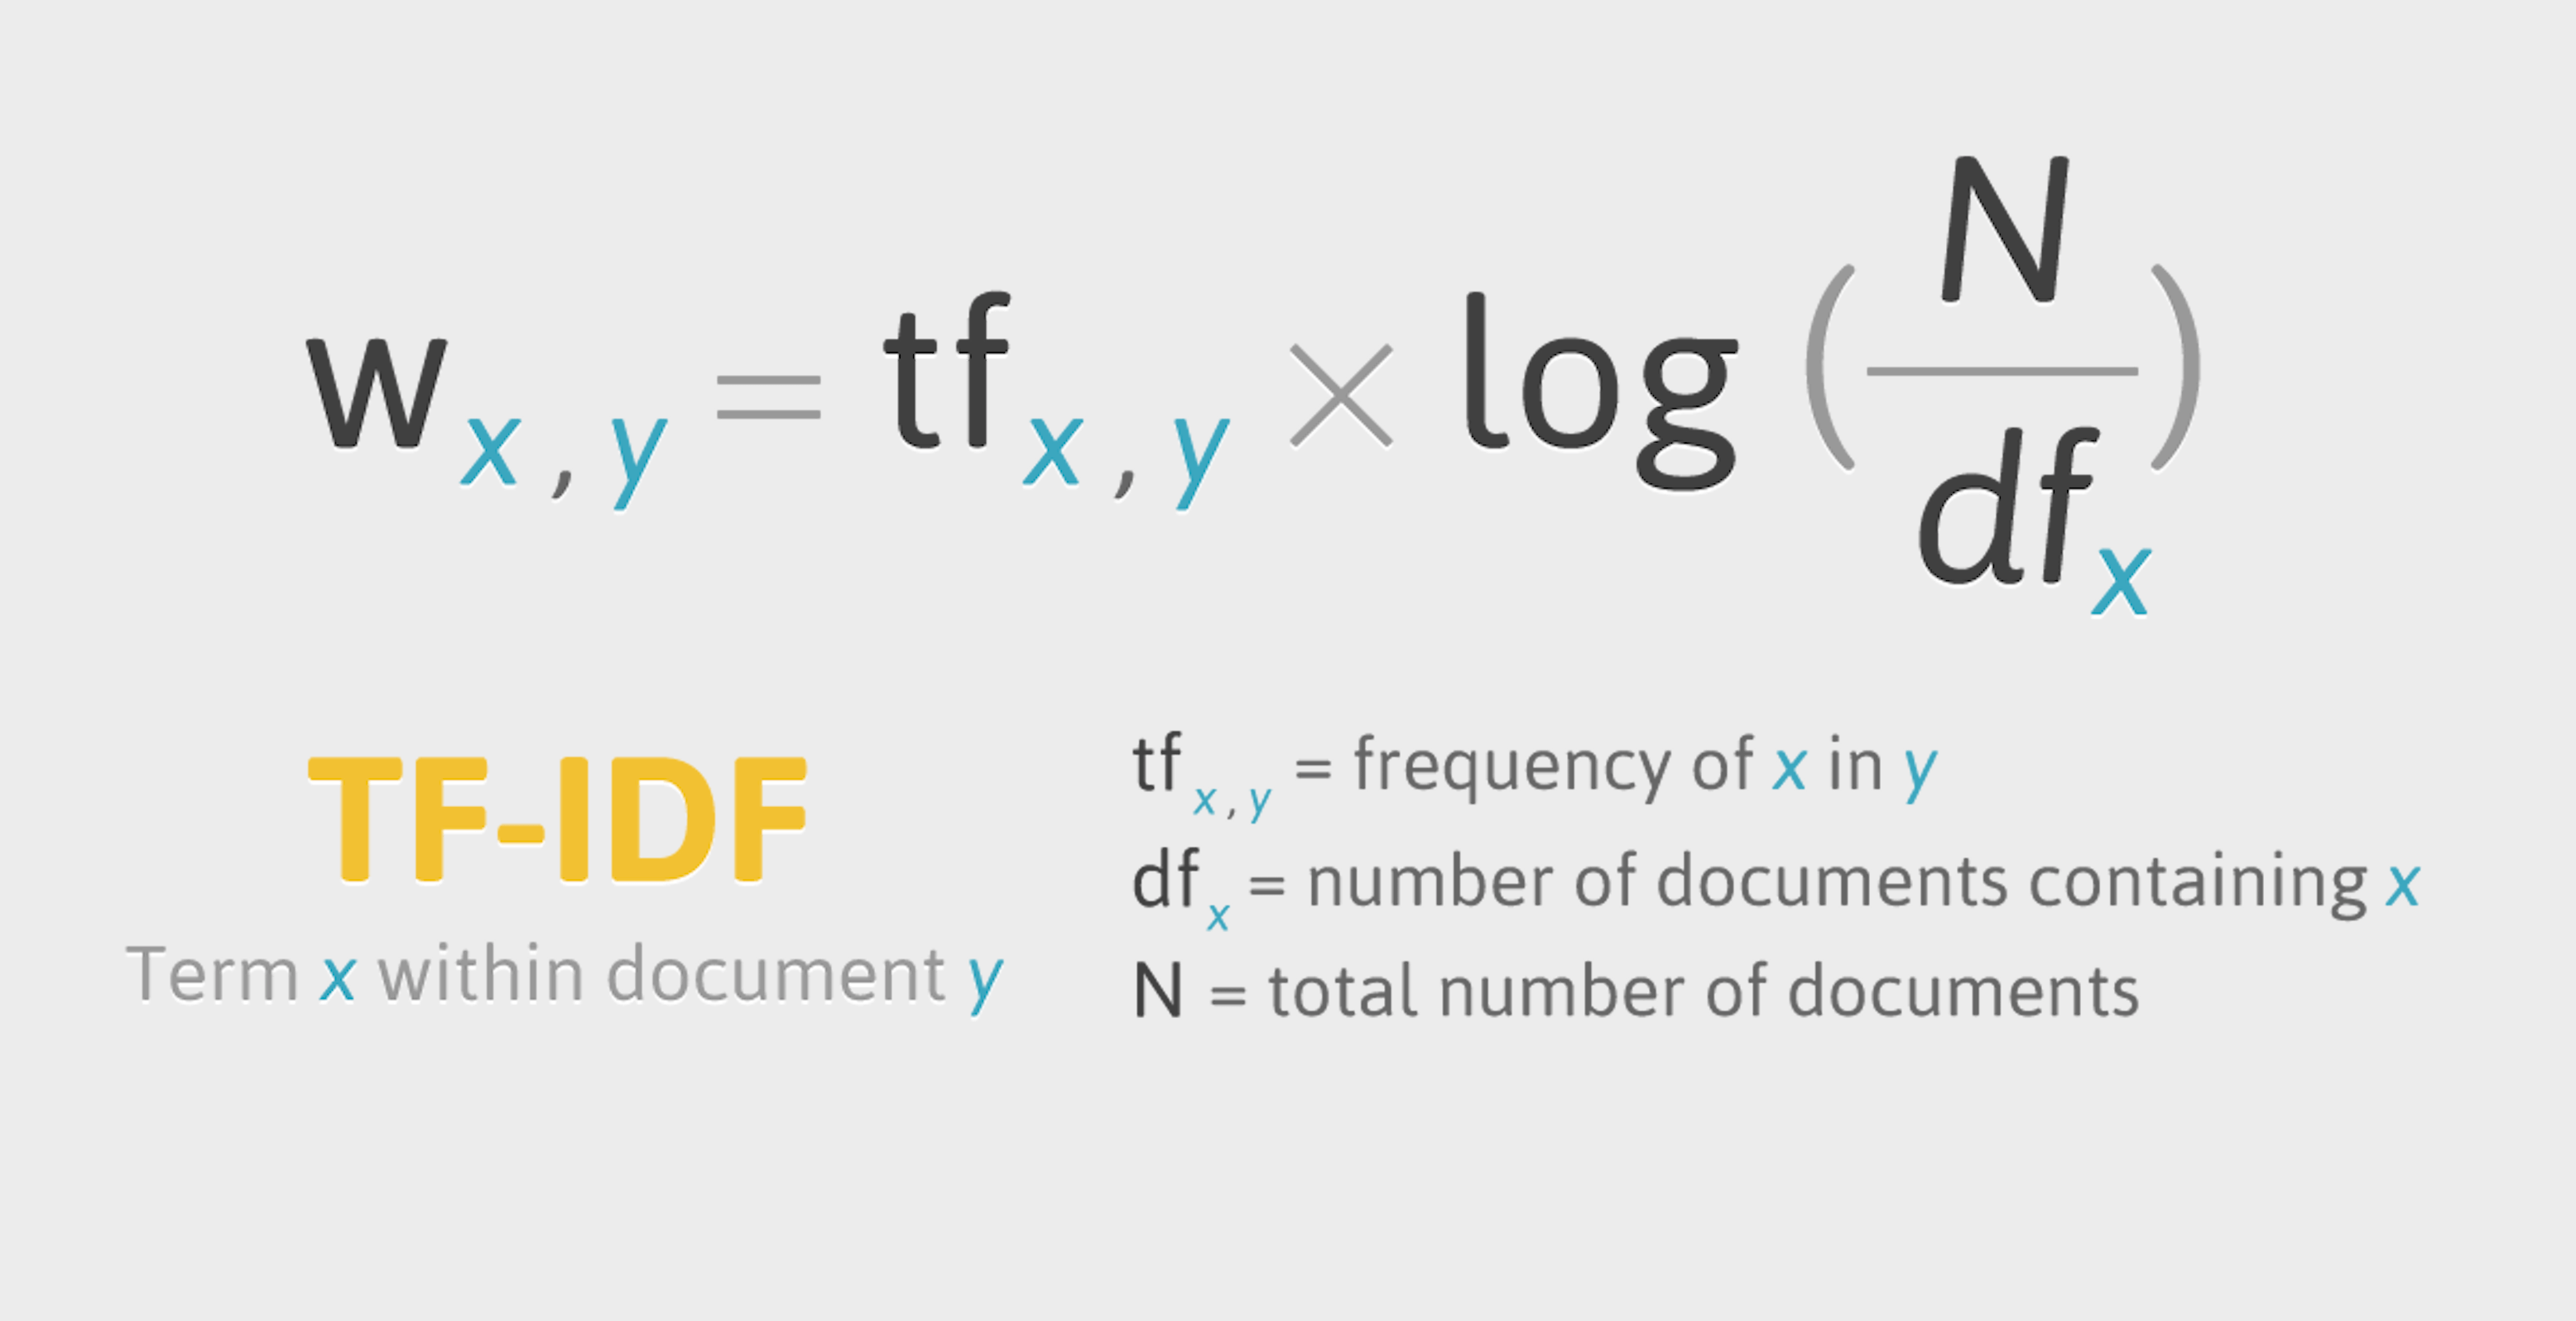 w x , y = tf x , y × log ( N / df x )
TF-IDF
Term x within document y
tf x , y = frequency of x in y
df x = number of documents containing x
N = total number of documents